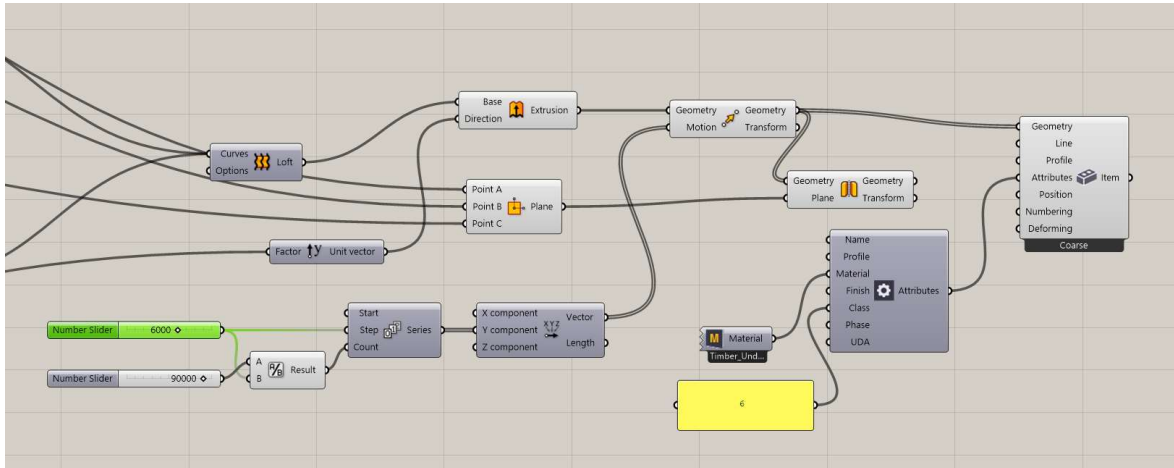 Curves
Options
Loft
Base
Direction
Extrusion
Point A
Point B
Point C
Plane
Factor
y
Unit vector
Geometry
Motion
Geometry
Transform
Geometry
Plane
Geometry
Transform
Geometry
Line
Profile
Attributes
Position
Numbering
Deforming
Item
Coarse
Name
Profile
Material
Finish
Class
Phase
UDA
Attributes
Number Slider
6000
Number Slider
90000
A
B
A/B
Result
Start
Step
Count
Series
X component
Y component
Z component
XYZ
Vector
Length
M
Material
Timber_Und...
6